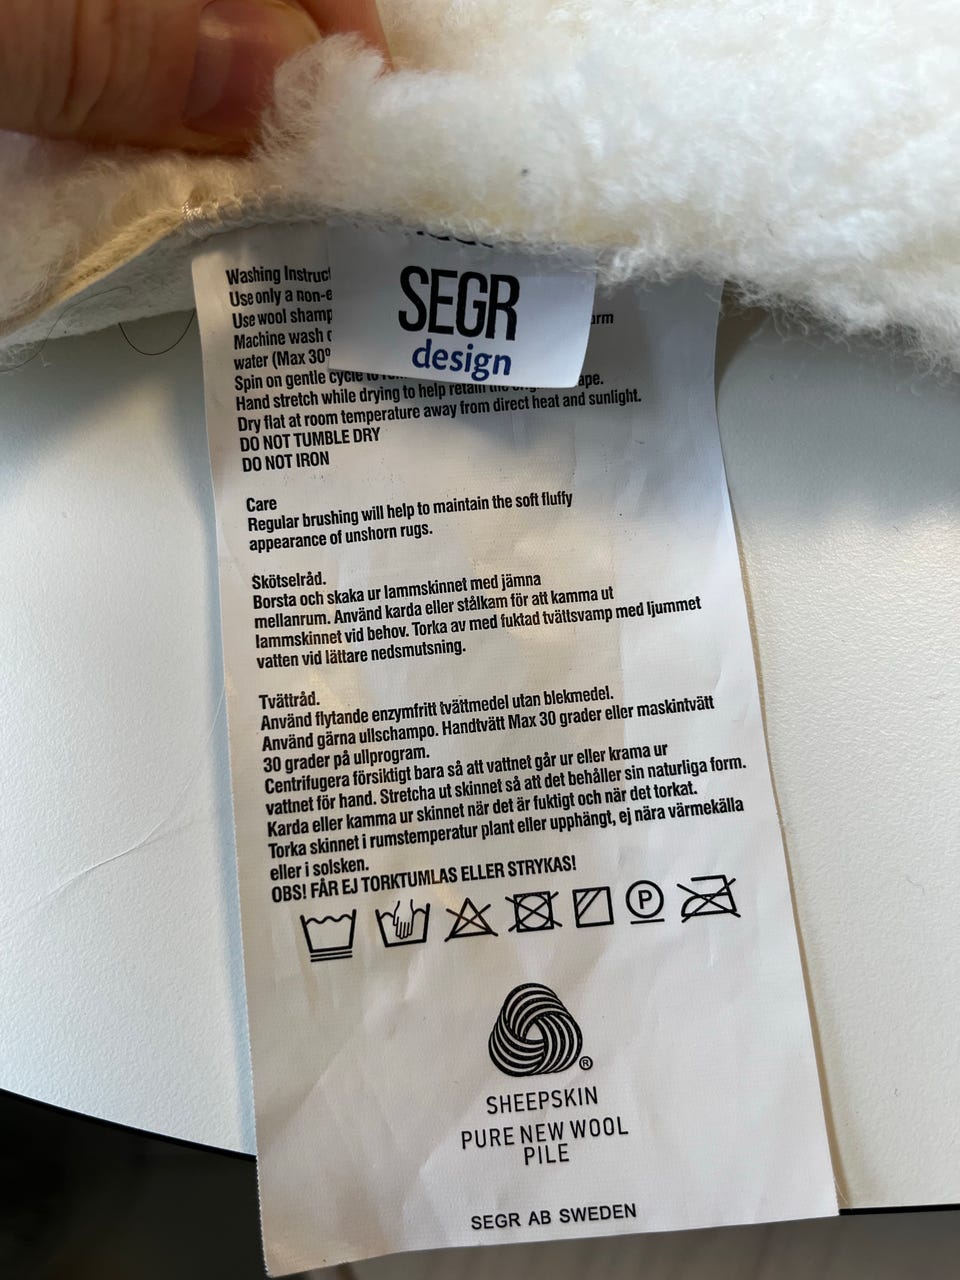 SEGR
design
Washing
Use only a
Use wool
Machine wash
water (Max 30°
arm
Spin on gentle cycle to
Hand stretch while drying to help retain the
Dry flat at room temperature away from direct heat and sunlight.
DO NOT TUMBLE DRY
DO NOT IRON
Care
Regular brushing will help to maintain the soft fluffy
appearance of unshorn rugs.
Skötselråd.
Borsta och skaka ur lammskinnet med jämna
mellanrum. Använd karda eller stålkam för att kamma ut
lammskinnet vid behov. Torka av med fuktad tvättsvamp med ljummet
vatten vid lättare nedsmutsning.
Tvättråd.
Använd flytande enzymfritt tvättmedel utan blekmedel.
Använd gärna ullschampo. Handtvätt Max 30 grader eller maskintvätt
30 grader på ullprogram.
Centrifugera försiktigt bara så att vattnet går ur eller krama ur
vattnet för hand. Stretcha ut skinnet så att det behåller sin naturliga form.
Karda eller kamma ur skinnet när det är fuktigt och när det torkat.
Torka skinnet i rumstemperatur plant eller upphängt, ej nära värmekälla
eller i solsken.
OBS! FÅR EJ TORKTUMLAS ELLER STRYKAS!
P
®
SHEEPSKIN
PURE NEW WOOL
PILE
SEGR AB SWEDEN